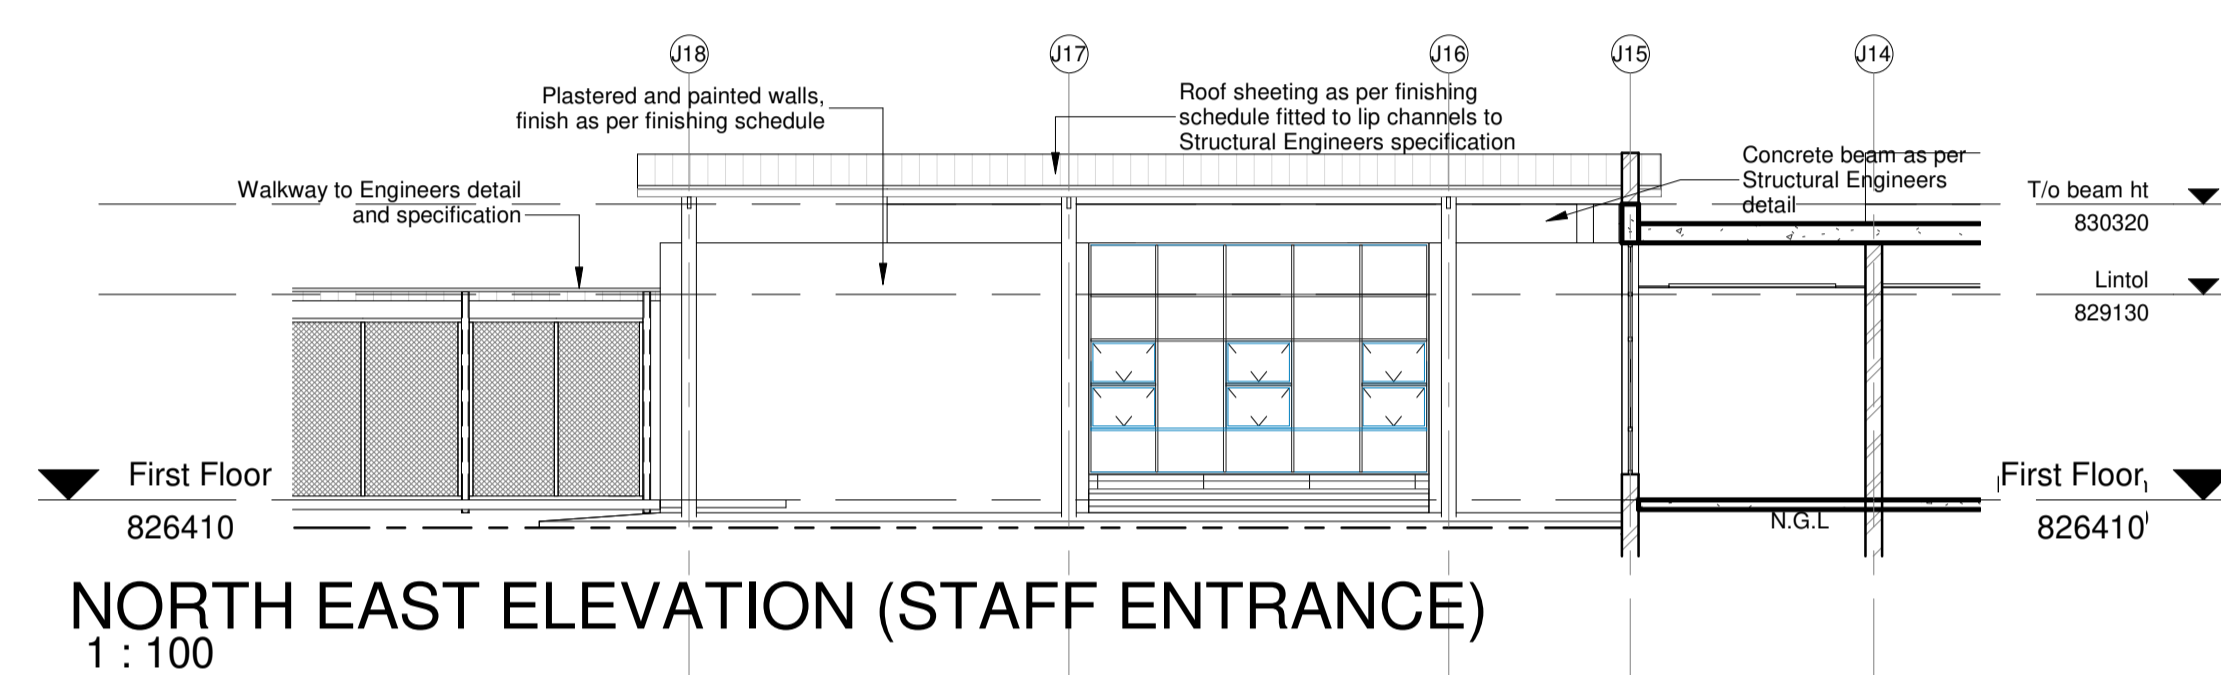 J18
J17
J16
J15
J14
Plastered and painted walls,
finish as per finishing schedule
Roof sheeting as per finishing
schedule fitted to lip channels to
Structural Engineers specification
Concrete beam as per
Structural Engineers
detail
Walkway to Engineers detail
and specification
T/o beam ht
830320
Lintol
829130
First Floor
826410
First Floor
826410
N.G.L
NORTH EAST ELEVATION (STAFF ENTRANCE)
1 : 100